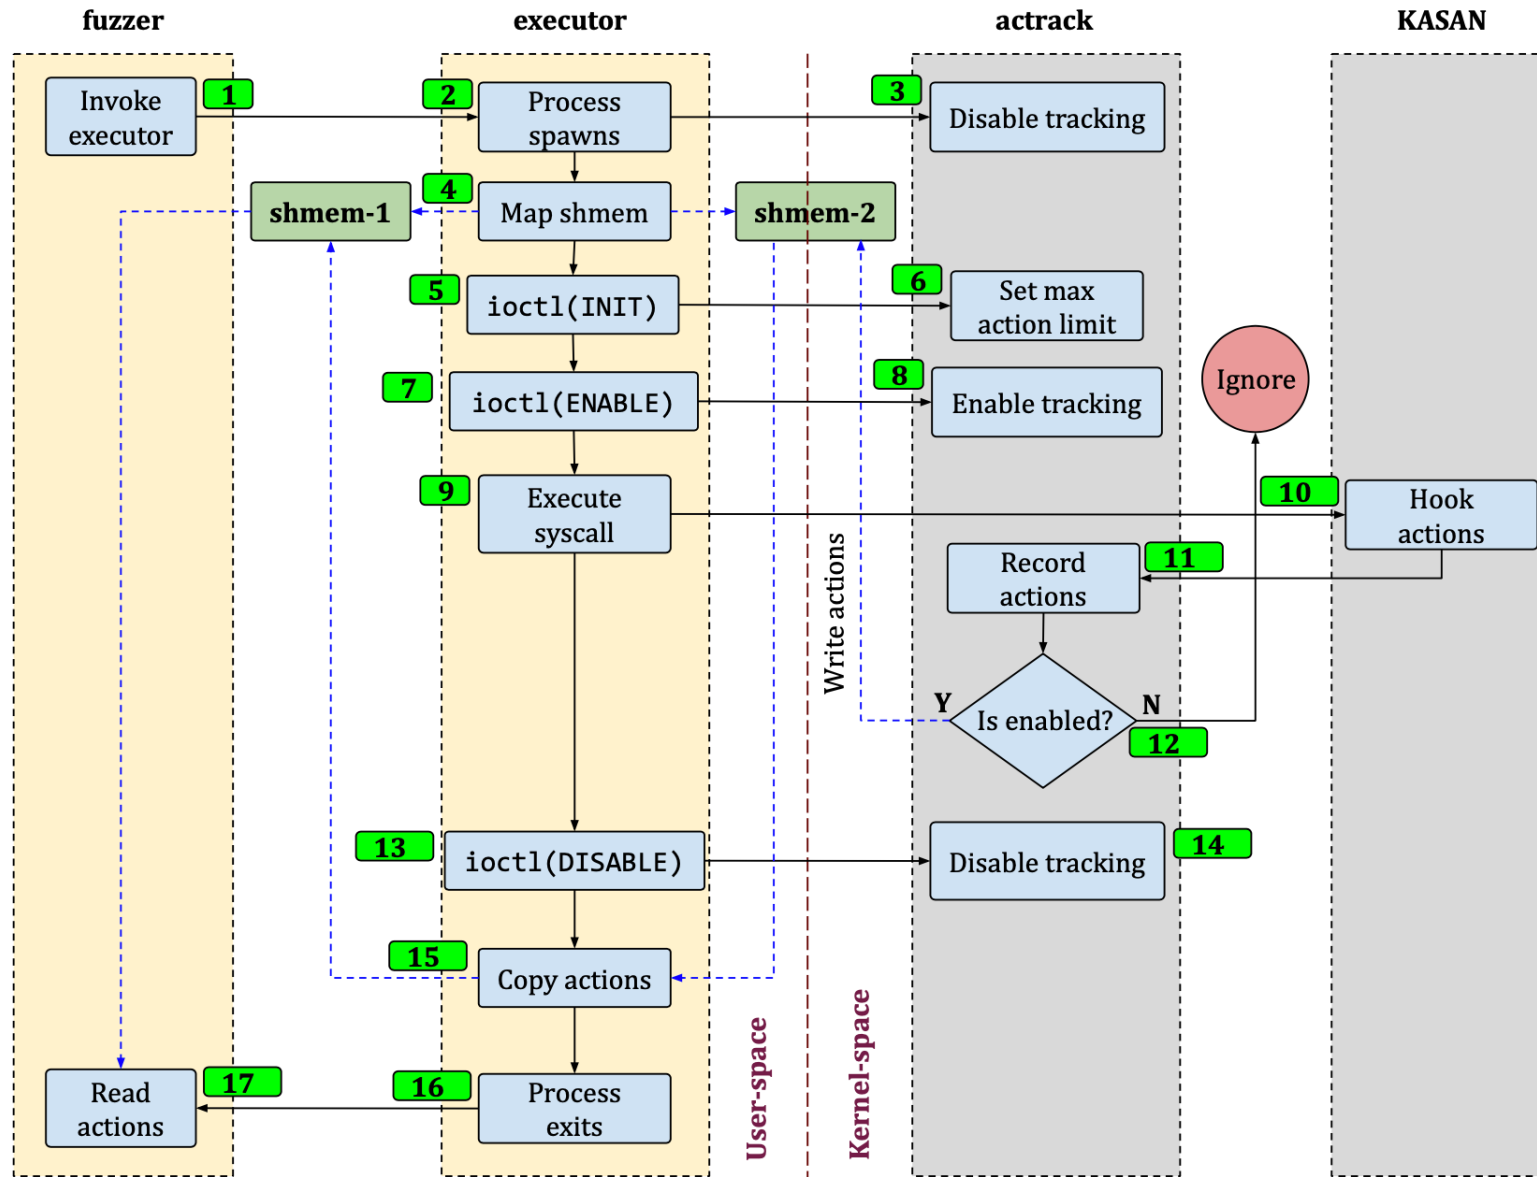 fuzzer
executor
actrack
KASAN
1
Invoke
executor
2
Process
spawns
3
Disable tracking
4
shmem-1
Map shmem
shmem-2
5
ioctl(INIT)
6
Set max
action limit
7
ioctl(ENABLE)
8
Enable tracking
Ignore
9
Execute
syscall
10
Hook
actions
11
Record
actions
Write actions
Y
Is enabled?
N
12
13
ioctl(DISABLE)
Disable tracking
14
15
Copy actions
User-space
Kernel-space
16
Process
exits
17
Read
actions